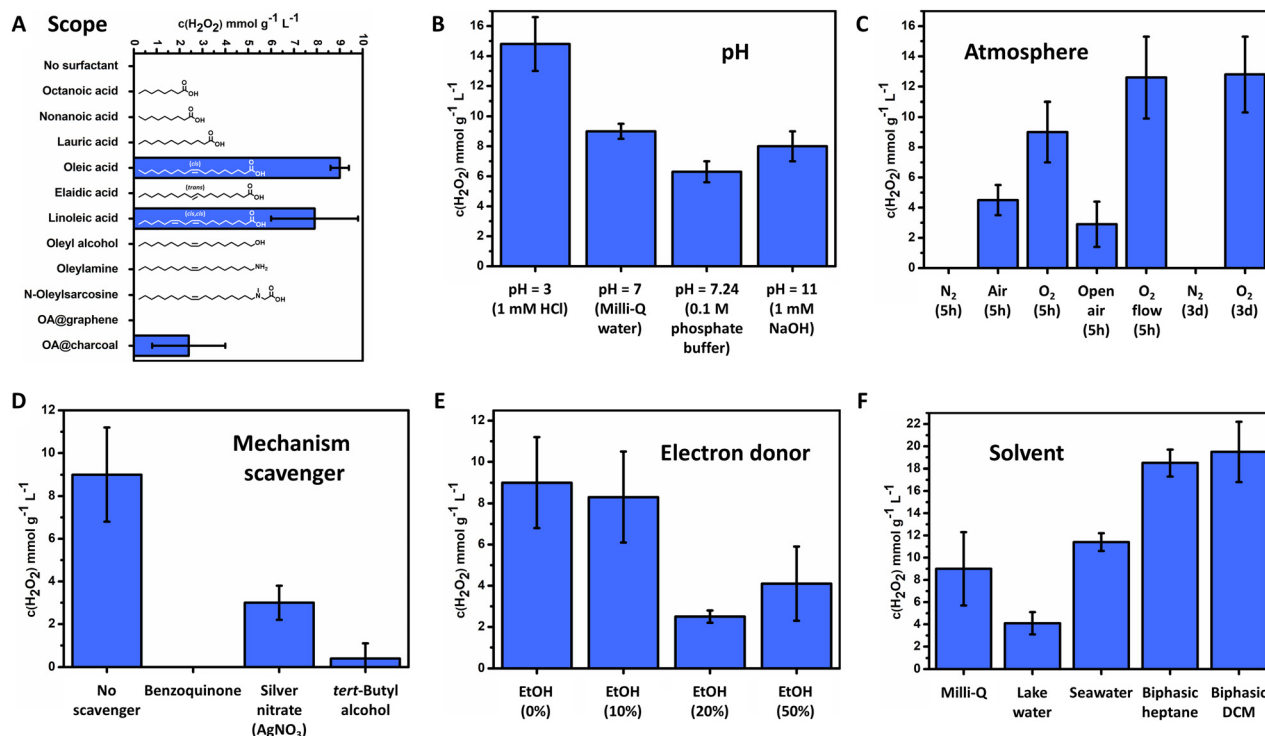 A Scope
c(H₂O₂) mmol g⁻¹ L⁻¹
0 1 2 3 4 5 6 7 8 9 10
No surfactant
Octanoic acid
O
OH
Nonanoic acid
O
OH
Lauric acid
O
OH
Oleic acid
(cis)
O
OH
Elaidic acid
(trans)
O
OH
Linoleic acid
(cis,cis)
O
OH
Oleyl alcohol
OH
Oleylamine
NH₂
N-Oleylsarcosine
N
O
OH
OA@graphene
OA@charcoal
B
pH
c(H₂O₂) mmol g⁻¹ L⁻¹
16
14
12
10
8
6
4
2
0
pH = 3 (1 mM HCl)
pH = 7 (Milli-Q water)
pH = 7.24 (0.1 M phosphate buffer)
pH = 11 (1 mM NaOH)
C
Atmosphere
c(H₂O₂) mmol g⁻¹ L⁻¹
16
14
12
10
8
6
4
2
0
N₂ (5h)
Air (5h)
O₂ (5h)
Open air (5h)
O₂ flow (5h)
N₂ (3d)
O₂ (3d)
D
Mechanism
scavenger
c(H₂O₂) mmol g⁻¹ L⁻¹
12
10
8
6
4
2
0
No scavenger
Benzoquinone
Silver nitrate (AgNO₃)
tert-Butyl alcohol
E
Electron donor
c(H₂O₂) mmol g⁻¹ L⁻¹
12
10
8
6
4
2
0
EtOH (0%)
EtOH (10%)
EtOH (20%)
EtOH (50%)
F
Solvent
c(H₂O₂) mmol g⁻¹ L⁻¹
22
20
18
16
14
12
10
8
6
4
2
0
Milli-Q
Lake water
Seawater
Biphasic heptane
Biphasic DCM